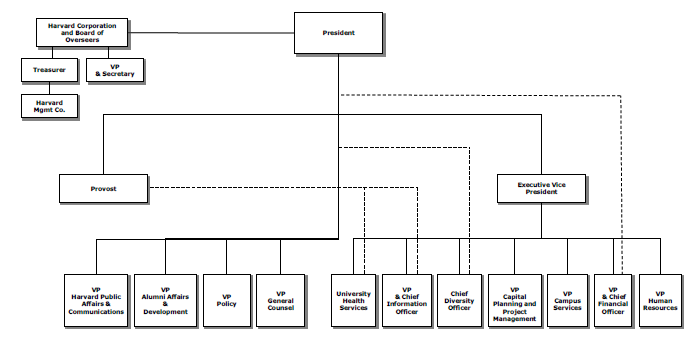 Harvard Corporation
and Board of
Overseers
President
Treasurer
VP
& Secretary
Harvard
Mgmt Co.
Provost
Executive Vice
President
VP
Harvard Public
Affairs &
Communications
VP
Alumni Affairs
&
Development
VP
Policy
VP
General
Counsel
University
Health
Services
VP
& Chief
Information
Officer
Chief
Diversity
Officer
VP
Capital
Planning and
Project
Management
VP
Campus
Services
VP
& Chief
Financial
Officer
VP
Human
Resources